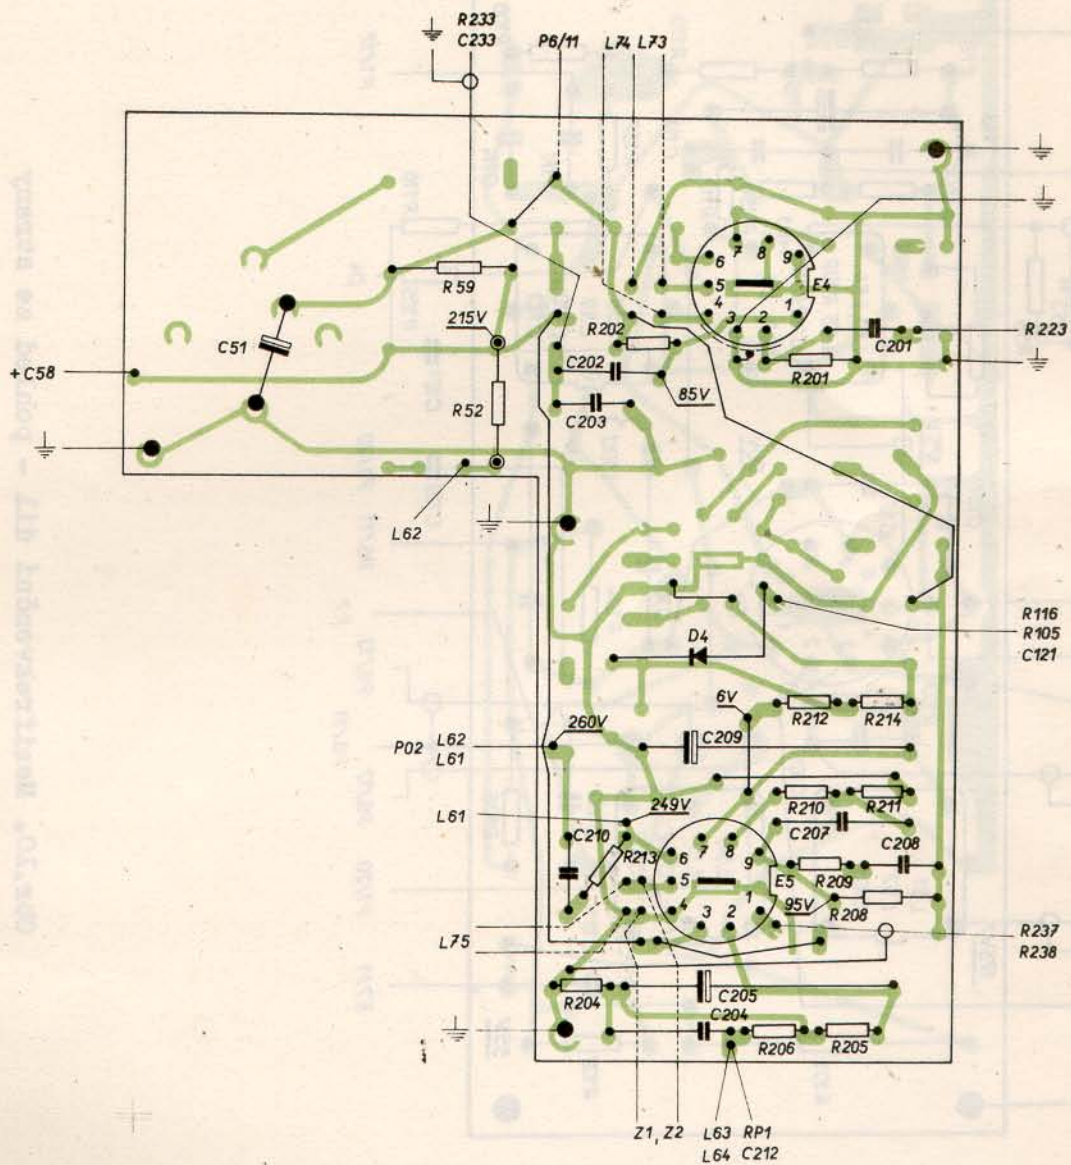 R233
C233
P6/11
L74 L73
7 8
6 9
5 E4
4 1
3 2
R59
215V
R202
C201
R223
C51
C202
R201
+C58
85V
R52
C203
L62
R116
R105
C121
D4
6V
R212 R214
260V
C209
P02 L62
L61
L61
249V
R210 R211
C210
C207
C208
R213
7 8
6 9
5 E5
4 1
3 2
R209
95V R208
L75
R237
R238
R204
C205
C204
R206 R205
Z1, Z2
L63 RP1
L64 C212